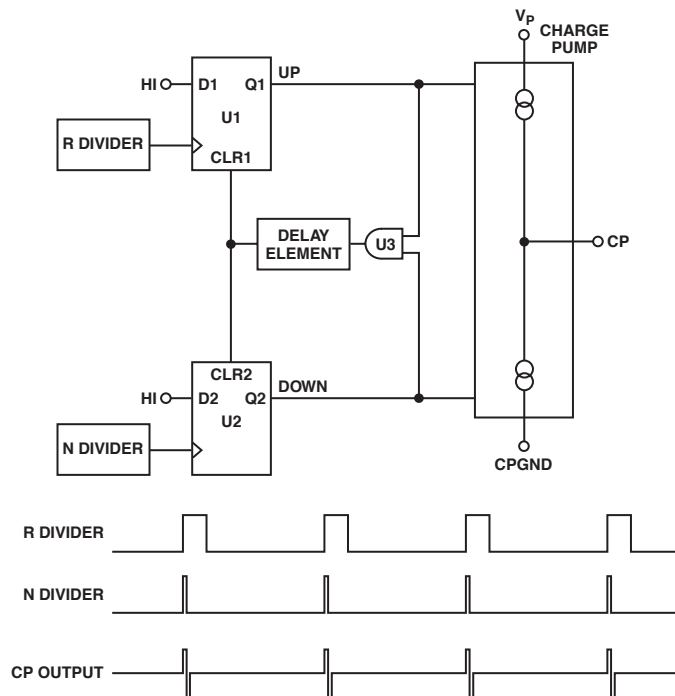 VP
CHARGE
PUMP
HI
D1
Q1
UP
U1
R DIVIDER
CLR1
DELAY
ELEMENT
U3
CP
CLR2
HI
D2
Q2
DOWN
U2
N DIVIDER
CPGND
R DIVIDER
N DIVIDER
CP OUTPUT